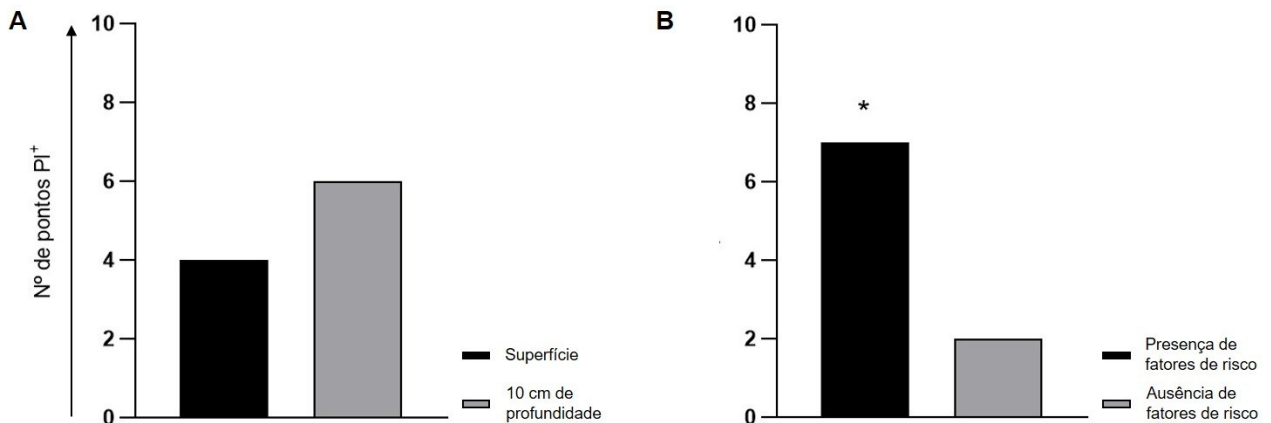 A
Nº de pontos PI⁺
10
8
6
4
2
0
Superfície
10 cm de
profundidade
B
10
8
6
4
2
0
*
Presença de
fatores de risco
Ausência de
fatores de risco